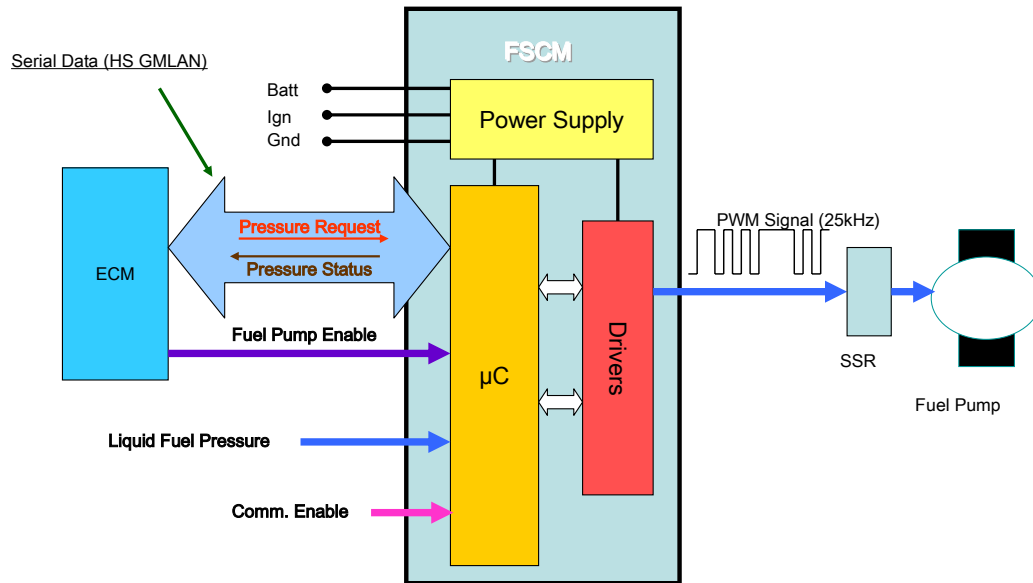 FSCM
Serial Data (HS GMLAN)
Batt
Ign
Gnd
Power Supply
PWM Signal (25kHz)
Pressure Request
Pressure Status
ECM
Fuel Pump Enable
µC
Drivers
SSR
Fuel Pump
Liquid Fuel Pressure
Comm. Enable